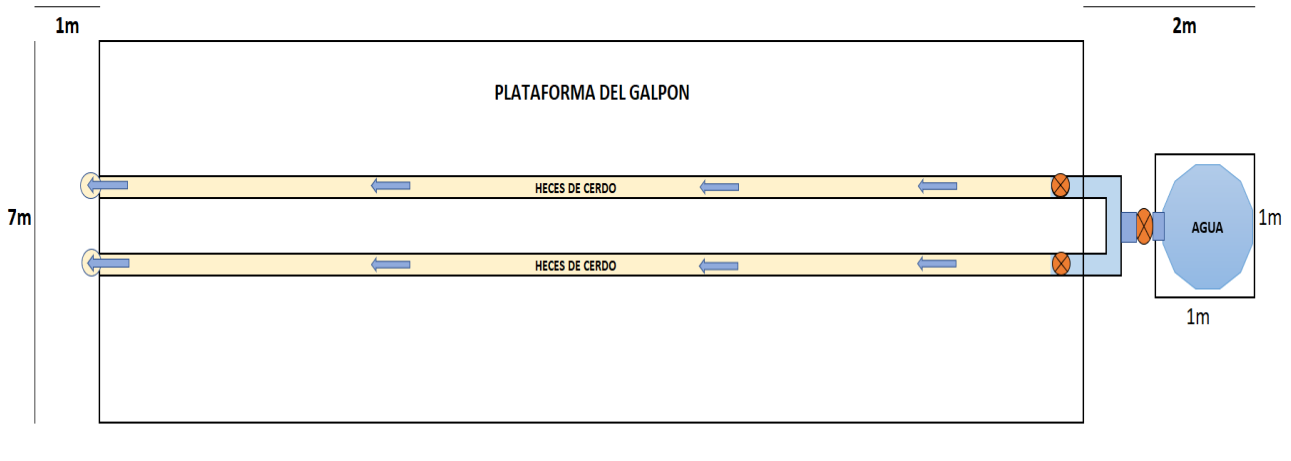 1m
2m
PLATAFORMA DEL GALPON
HECES DE CERDO
7m
AGUA
1m
HECES DE CERDO
1m